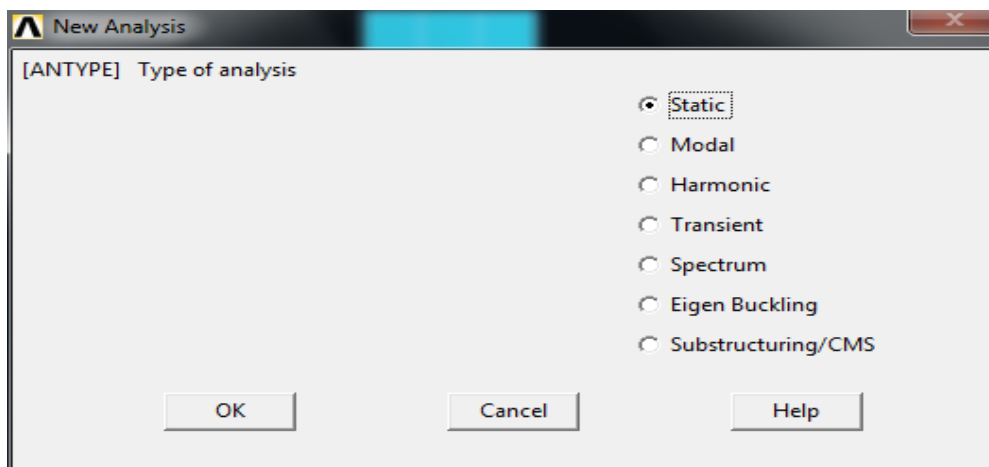 New Analysis
[ANTYPE] Type of analysis
Static
Modal
Harmonic
Transient
Spectrum
Eigen Buckling
Substructuring/CMS
OK Cancel Help